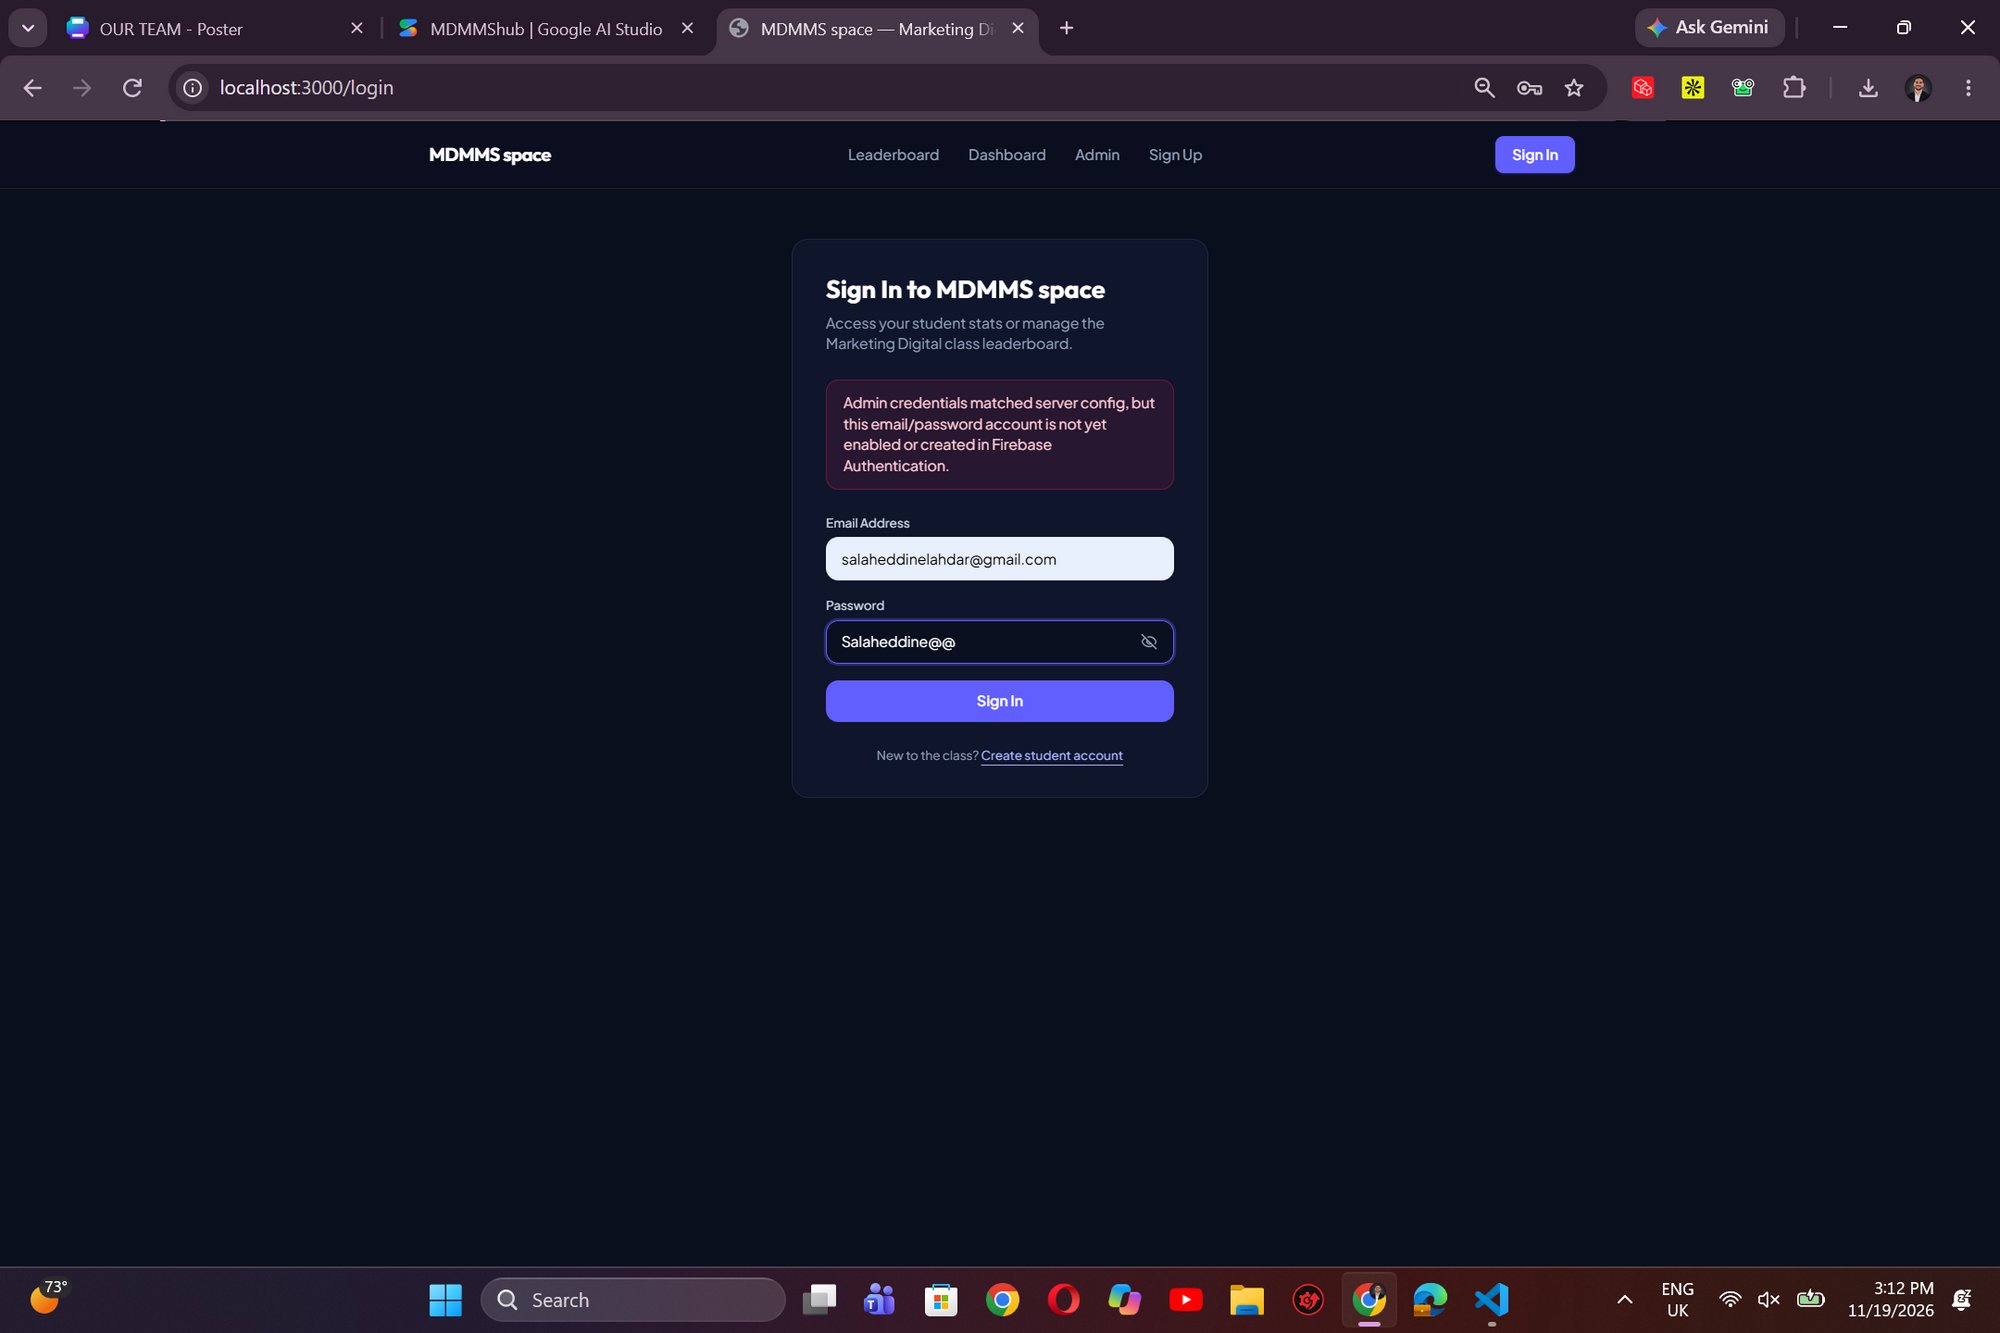 OUR TEAM - Poster
MDMMShub | Google AI Studio
MDMMS space — Marketing Di
Ask Gemini
localhost:3000/login
MDMMS space
Leaderboard
Dashboard
Admin
Sign Up
Sign In
Sign In to MDMMS space
Access your student stats or manage the
Marketing Digital class leaderboard.
Admin credentials matched server config, but
this email/password account is not yet
enabled or created in Firebase
Authentication.
Email Address
salaheddinelahdar@gmail.com
Password
Salaheddine@@
Sign In
New to the class? Create student account
73°
Search
ENG
UK
3:12 PM
11/19/2026